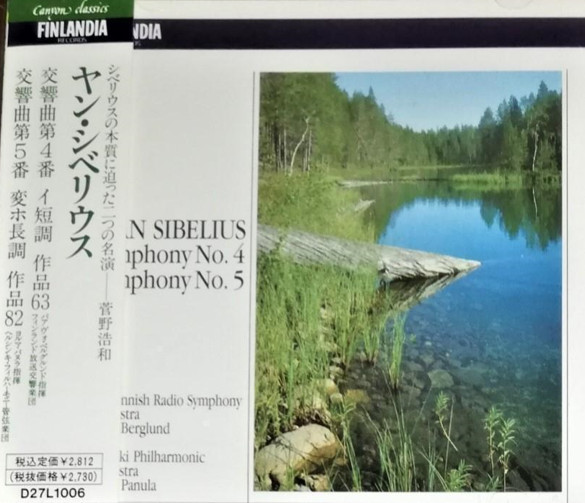 Canyon classics
FINLANDIA
RECORDS
シベリウスの本質に迫った二つの名演——菅野浩和
ヤン・シベリウス
交響曲第4番 イ短調 作品63
パーヴォ・ベルグルンド指揮
フィンランド放送交響楽団
交響曲第5番 変ホ長調 作品82
ヨルマ・パヌラ指揮
ヘルシンキ・フィルハーモニー管弦楽団
税込定価¥2,812
(税抜価格¥2,730)
D27L1006
NDIA
DS
N SIBELIUS
mphony No. 4
mphony No. 5
nnish Radio Symphony
stra
Berglund
ki Philharmonic
stra
Panula